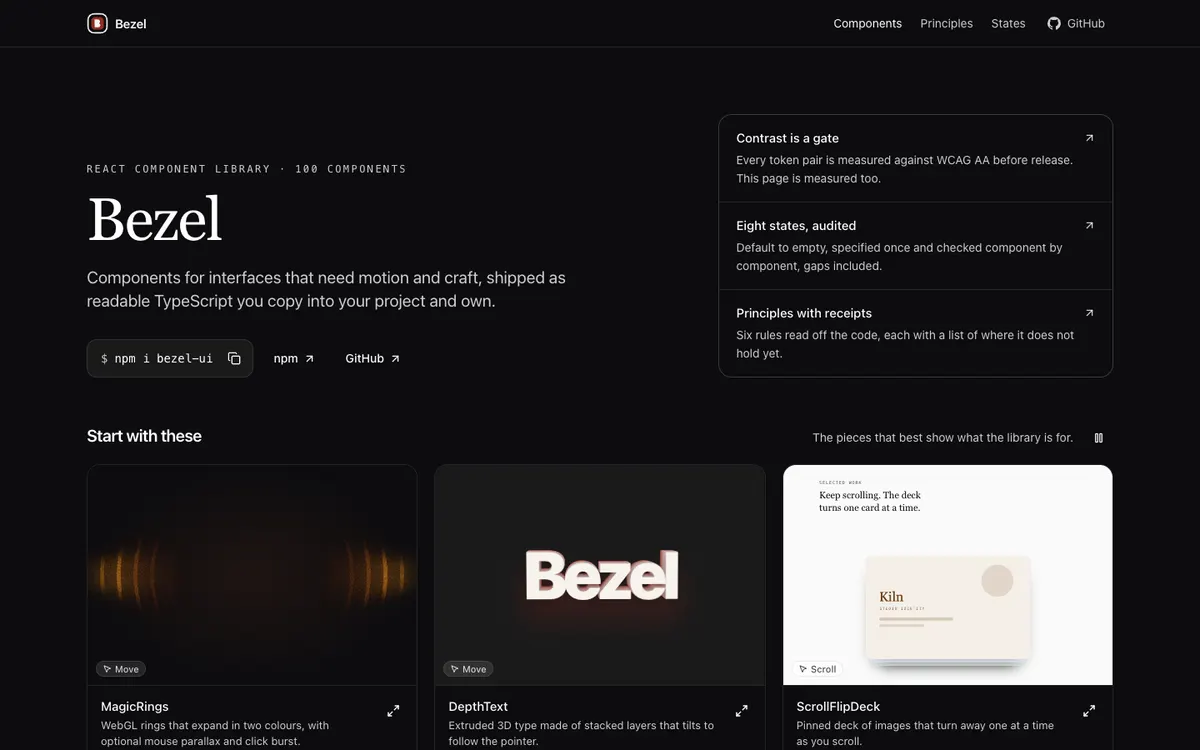 Bezel
Components
Principles
States
GitHub
REACT COMPONENT LIBRARY · 100 COMPONENTS
Bezel
Components for interfaces that need motion and craft, shipped as
readable TypeScript you copy into your project and own.
$ npm i bezel-ui
npm
GitHub
Contrast is a gate
Every token pair is measured against WCAG AA before release.
This page is measured too.
Eight states, audited
Default to empty, specified once and checked component by
component, gaps included.
Principles with receipts
Six rules read off the code, each with a list of where it does not
hold yet.
Start with these
The pieces that best show what the library is for.
Move
MagicRings
WebGL rings that expand in two colours, with
optional mouse parallax and click burst.
Bezel
Move
DepthText
Extruded 3D type made of stacked layers that tilts to
follow the pointer.
SELECTED WORK
Keep scrolling. The deck
turns one card at a time.
Kiln
Scroll
ScrollFlipDeck
Pinned deck of images that turn away one at a time
as you scroll.